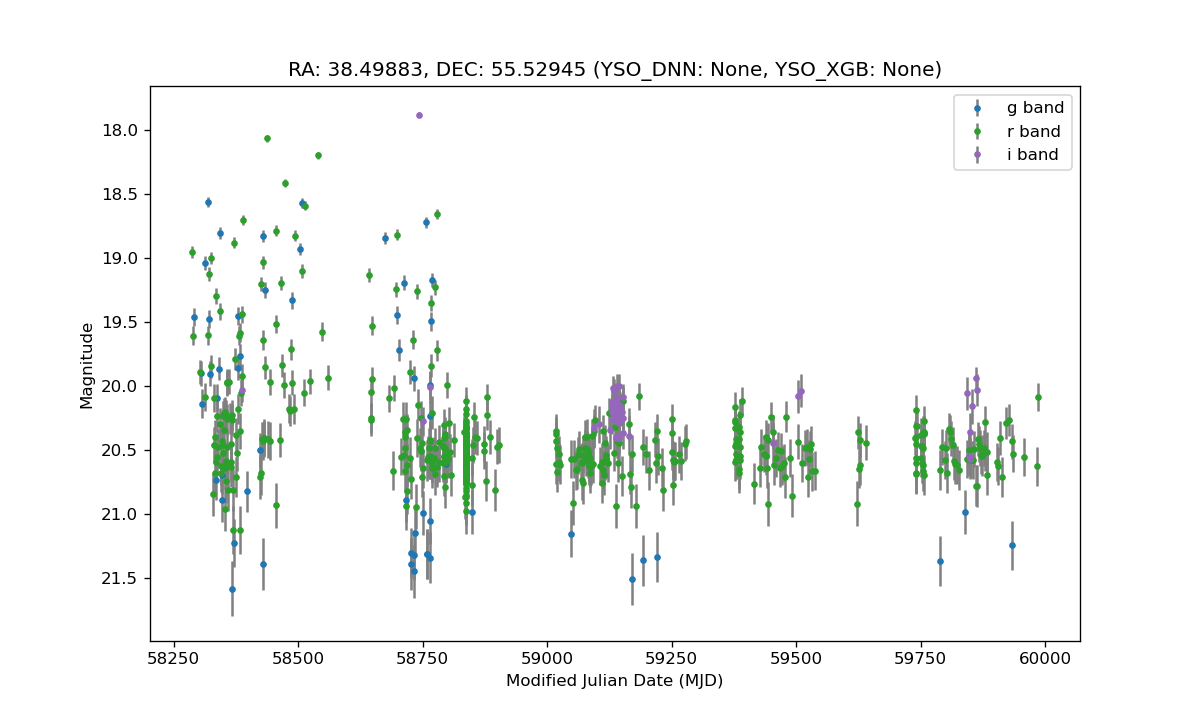 RA: 38.49883, DEC: 55.52945 (YSO_DNN: None, YSO_XGB: None)
g band
r band
i band
18.0
18.5
19.0
19.5
20.0
20.5
21.0
21.5
Magnitude
58250 58500 58750 59000 59250 59500 59750 60000
Modified Julian Date (MJD)